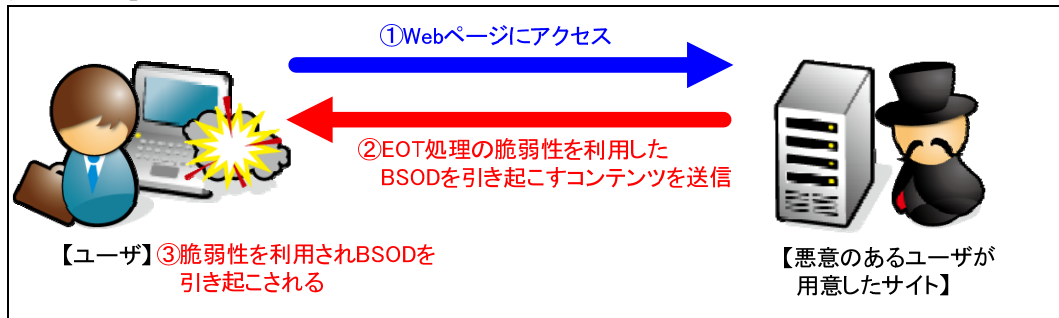 ①Webページにアクセス
②EOT処理の脆弱性を利用した
BSODを引き起こすコンテンツを送信
【ユーザ】③脆弱性を利用されBSODを
引き起こされる
【悪意のあるユーザが
用意したサイト】